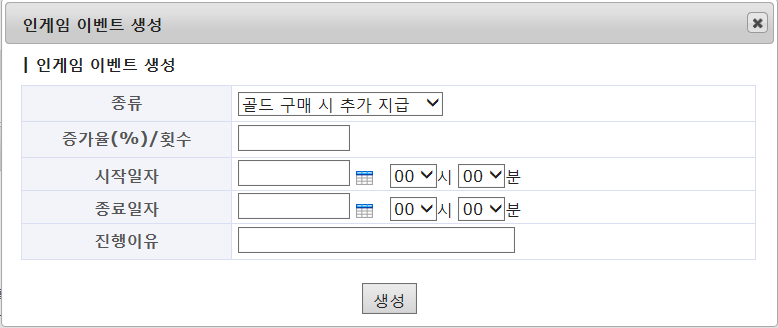 인게임 이벤트 생성
| 인게임 이벤트 생성
종류 골드 구매 시 추가 지급
증가율(%)/횟수
시작일자 00 시 00 분
종료일자 00 시 00 분
진행이유
생성